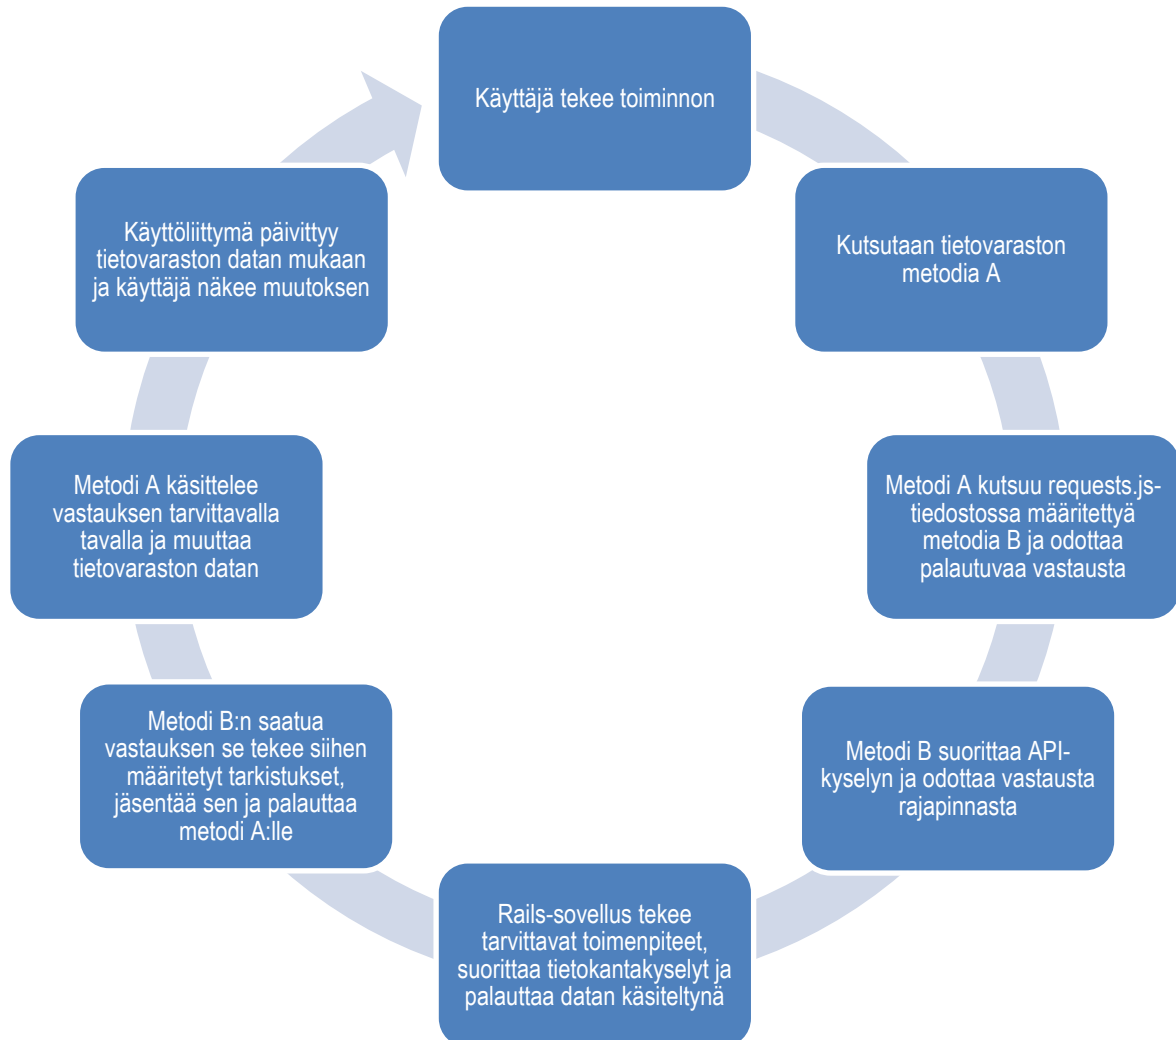 Käyttäjä tekee toiminnon
Kutsutaan tietovaraston
metodia A
Metodi A kutsuu requests.js-
tiedostossa määritettyä
metodia B ja odottaa
palautuvaa vastausta
Metodi B suorittaa API-
kyselyn ja odottaa vastausta
rajapinnasta
Rails-sovellus tekee
tarvittavat toimenpiteet,
suorittaa tietokantakyselyt ja
palauttaa datan käsiteltynä
Metodi B:n saatua
vastauksen se tekee siihen
määritetyt tarkistukset,
jäsentää sen ja palauttaa
metodi A:lle
Metodi A käsittelee
vastauksen tarvittavalla
tavalla ja muuttaa
tietovaraston datan
Käyttöliittymä päivittyy
tietovaraston datan mukaan
ja käyttäjä näkee muutoksen